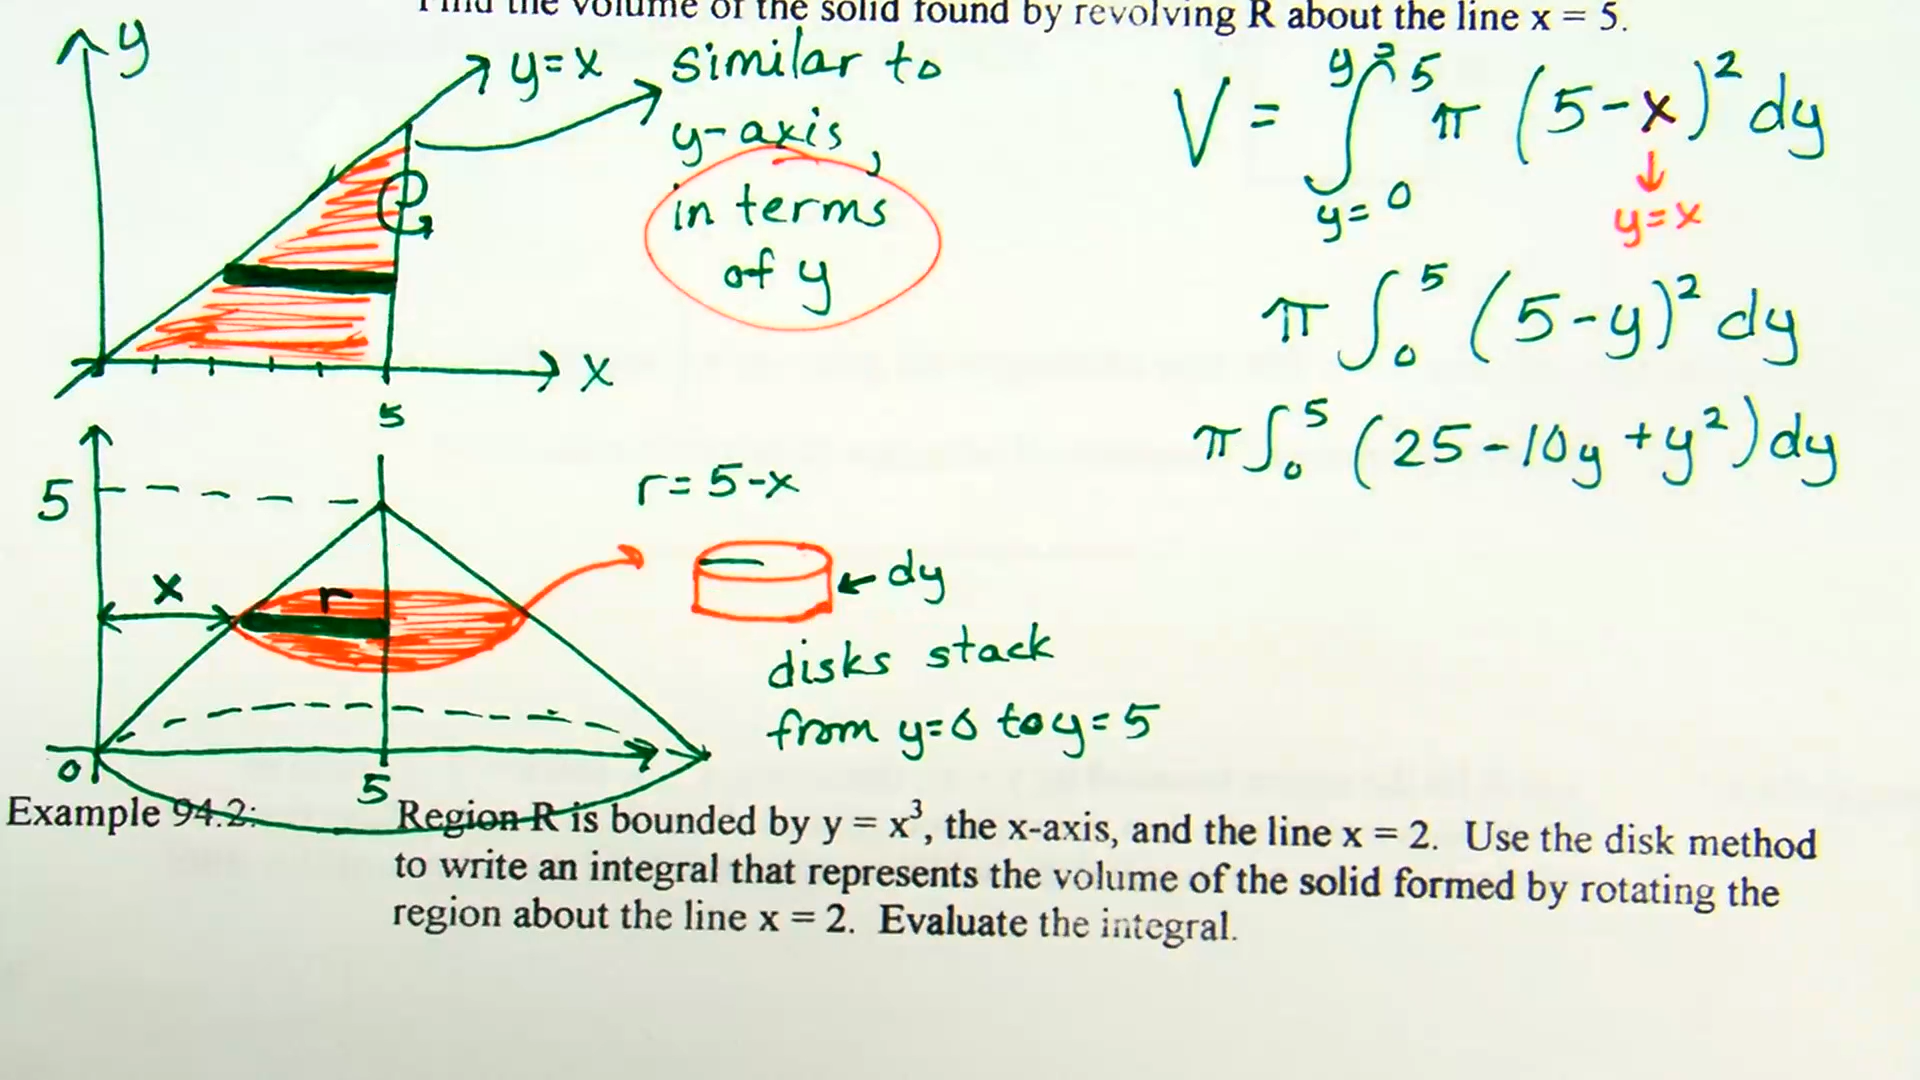 Find the volume of the solid found by revolving R about the line x = 5.
y
y=x
similar to
y-axis,
in terms
of y
x
5
V = ∫ y=0 y=5 π (5-x)² dy
y=x
π ∫₀⁵ (5-y)² dy
π ∫₀⁵ (25-10y+y²) dy
5
x
r
0
5
r=5-x
dy
disks stack
from y=0 to y=5
Example 94.2: Region R is bounded by y = x³, the x-axis, and the line x = 2. Use the disk method
to write an integral that represents the volume of the solid formed by rotating the
region about the line x = 2. Evaluate the integral.